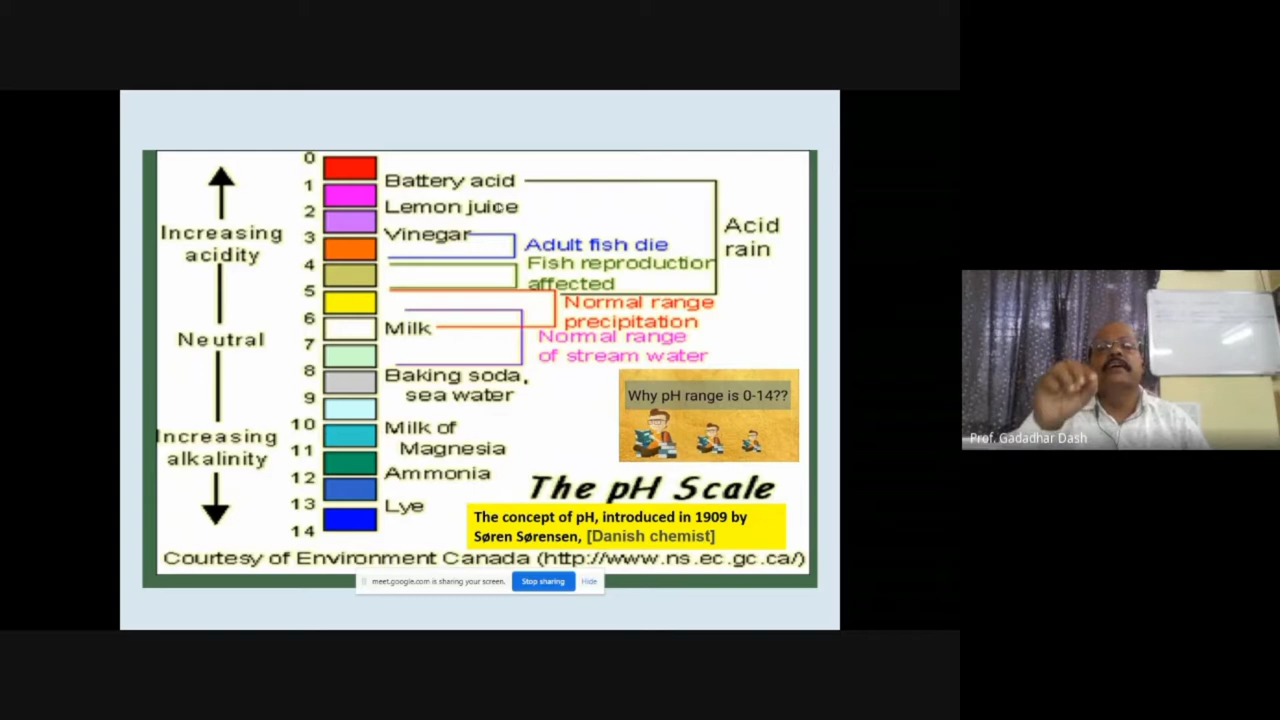 0
1
Battery acid
2
Lemon juice
Acid
rain
Increasing
acidity
3
Vinegar
Adult fish die
4
Fish reproduction
affected
5
Normal range
precipitation
6
Milk
Neutral
7
Normal range
of stream water
8
Baking soda,
sea water
9
Why pH range is 0-14??
10
Milk of
Magnesia
Increasing
alkalinity
11
Ammonia
12
13
Lye
14
The pH Scale
The concept of pH, introduced in 1909 by
Søren Sørensen, [Danish chemist]
Courtesy of Environment Canada (http://www.ns.ec.gc.ca/)
meet.google.com is sharing your screen.
Stop sharing
Hide
Prof. Gadadhar Dash